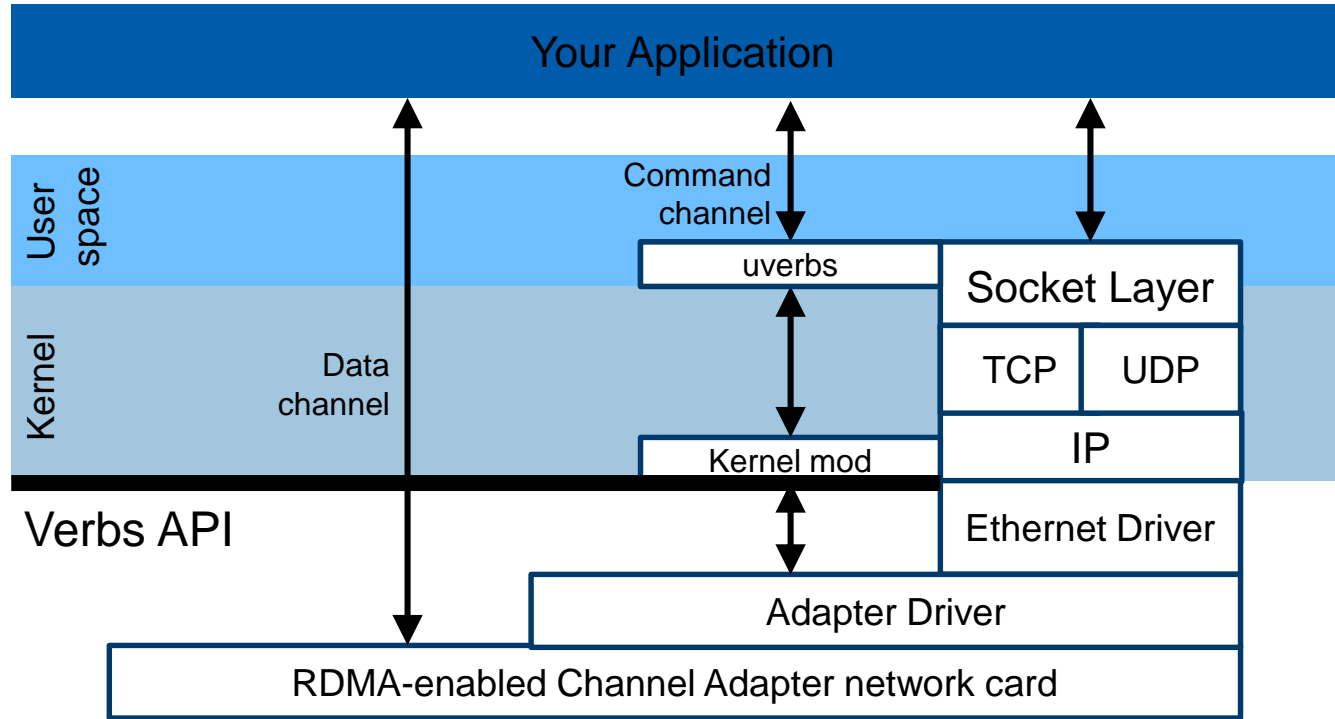 Your Application
User
space
Command
channel
uverbs
Socket Layer
Kernel
Data
channel
TCP
UDP
Kernel mod
IP
Verbs API
Ethernet Driver
Adapter Driver
RDMA-enabled Channel Adapter network card